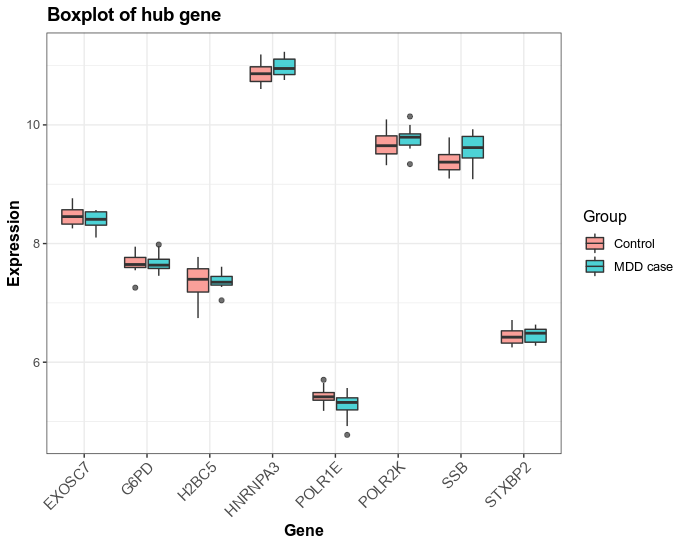 Boxplot of hub gene
Expression
10
8
6
EXOSC7
G6PD
H2BC5
HNRNPA3
POLR1E
POLR2K
SSB
STXBP2
Gene
Group
Control
MDD case